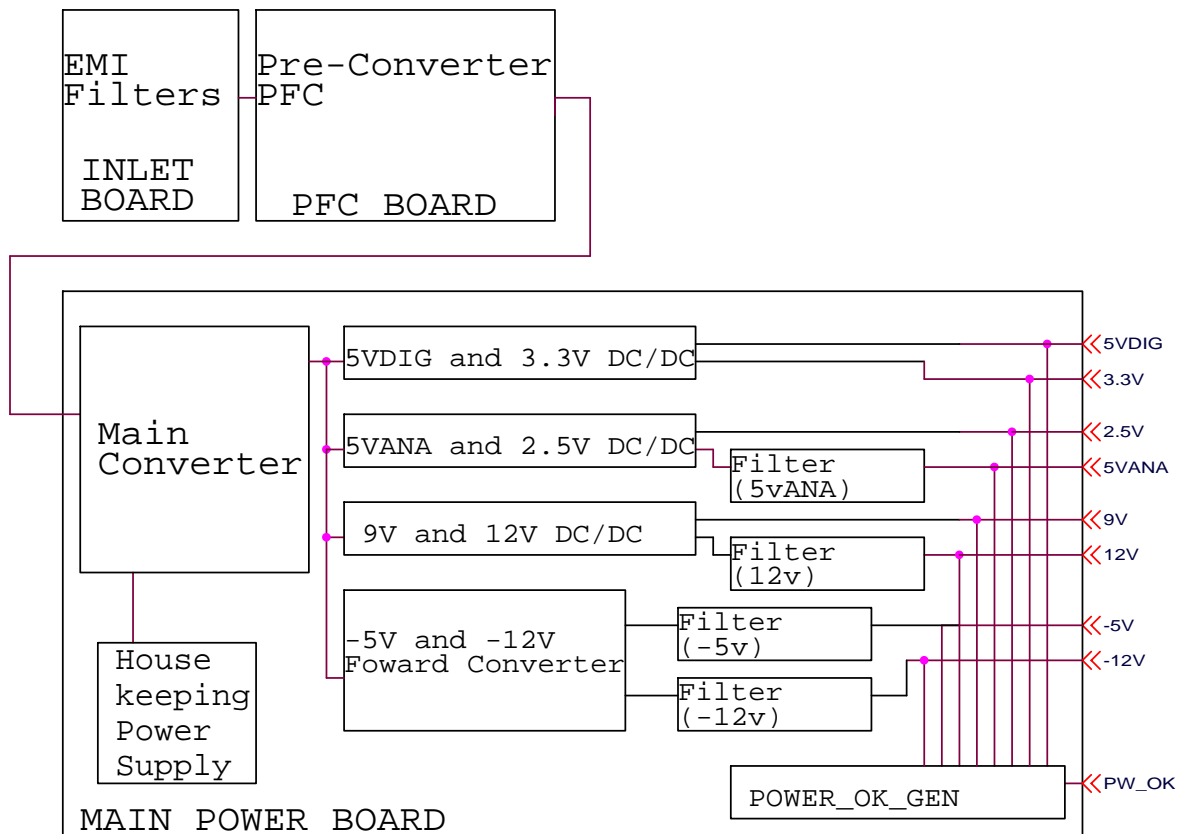 EMI
Filters
INLET
BOARD
Pre-Converter
PFC
PFC BOARD
Main
Converter
House
keeping
Power
Supply
MAIN POWER BOARD
5VDIG and 3.3V DC/DC
5VANA and 2.5V DC/DC
9V and 12V DC/DC
-5V and -12V
Foward Converter
Filter
(5vANA)
Filter
(12v)
Filter
(-5v)
Filter
(-12v)
POWER_OK_GEN
5VDIG
3.3V
2.5V
5VANA
9V
12V
-5V
-12V
PW_OK